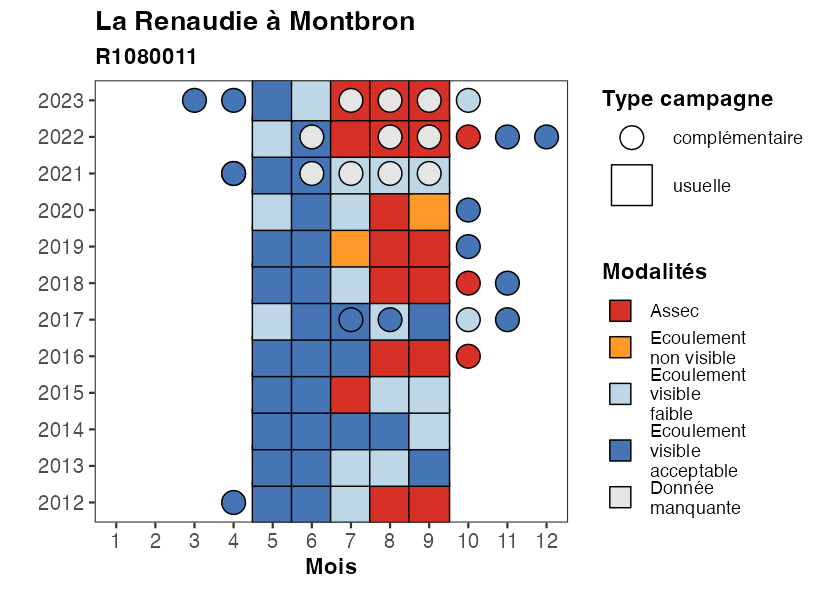 La Renaudie à Montbron
R1080011
2023
2022
2021
2020
2019
2018
2017
2016
2015
2014
2013
2012
1 2 3 4 5 6 7 8 9 10 11 12
Mois
Type campagne
complémentaire
usuelle
Modalités
Assec
Ecoulement
non visible
Ecoulement
visible
faible
Ecoulement
visible
acceptable
Donnée
manquante